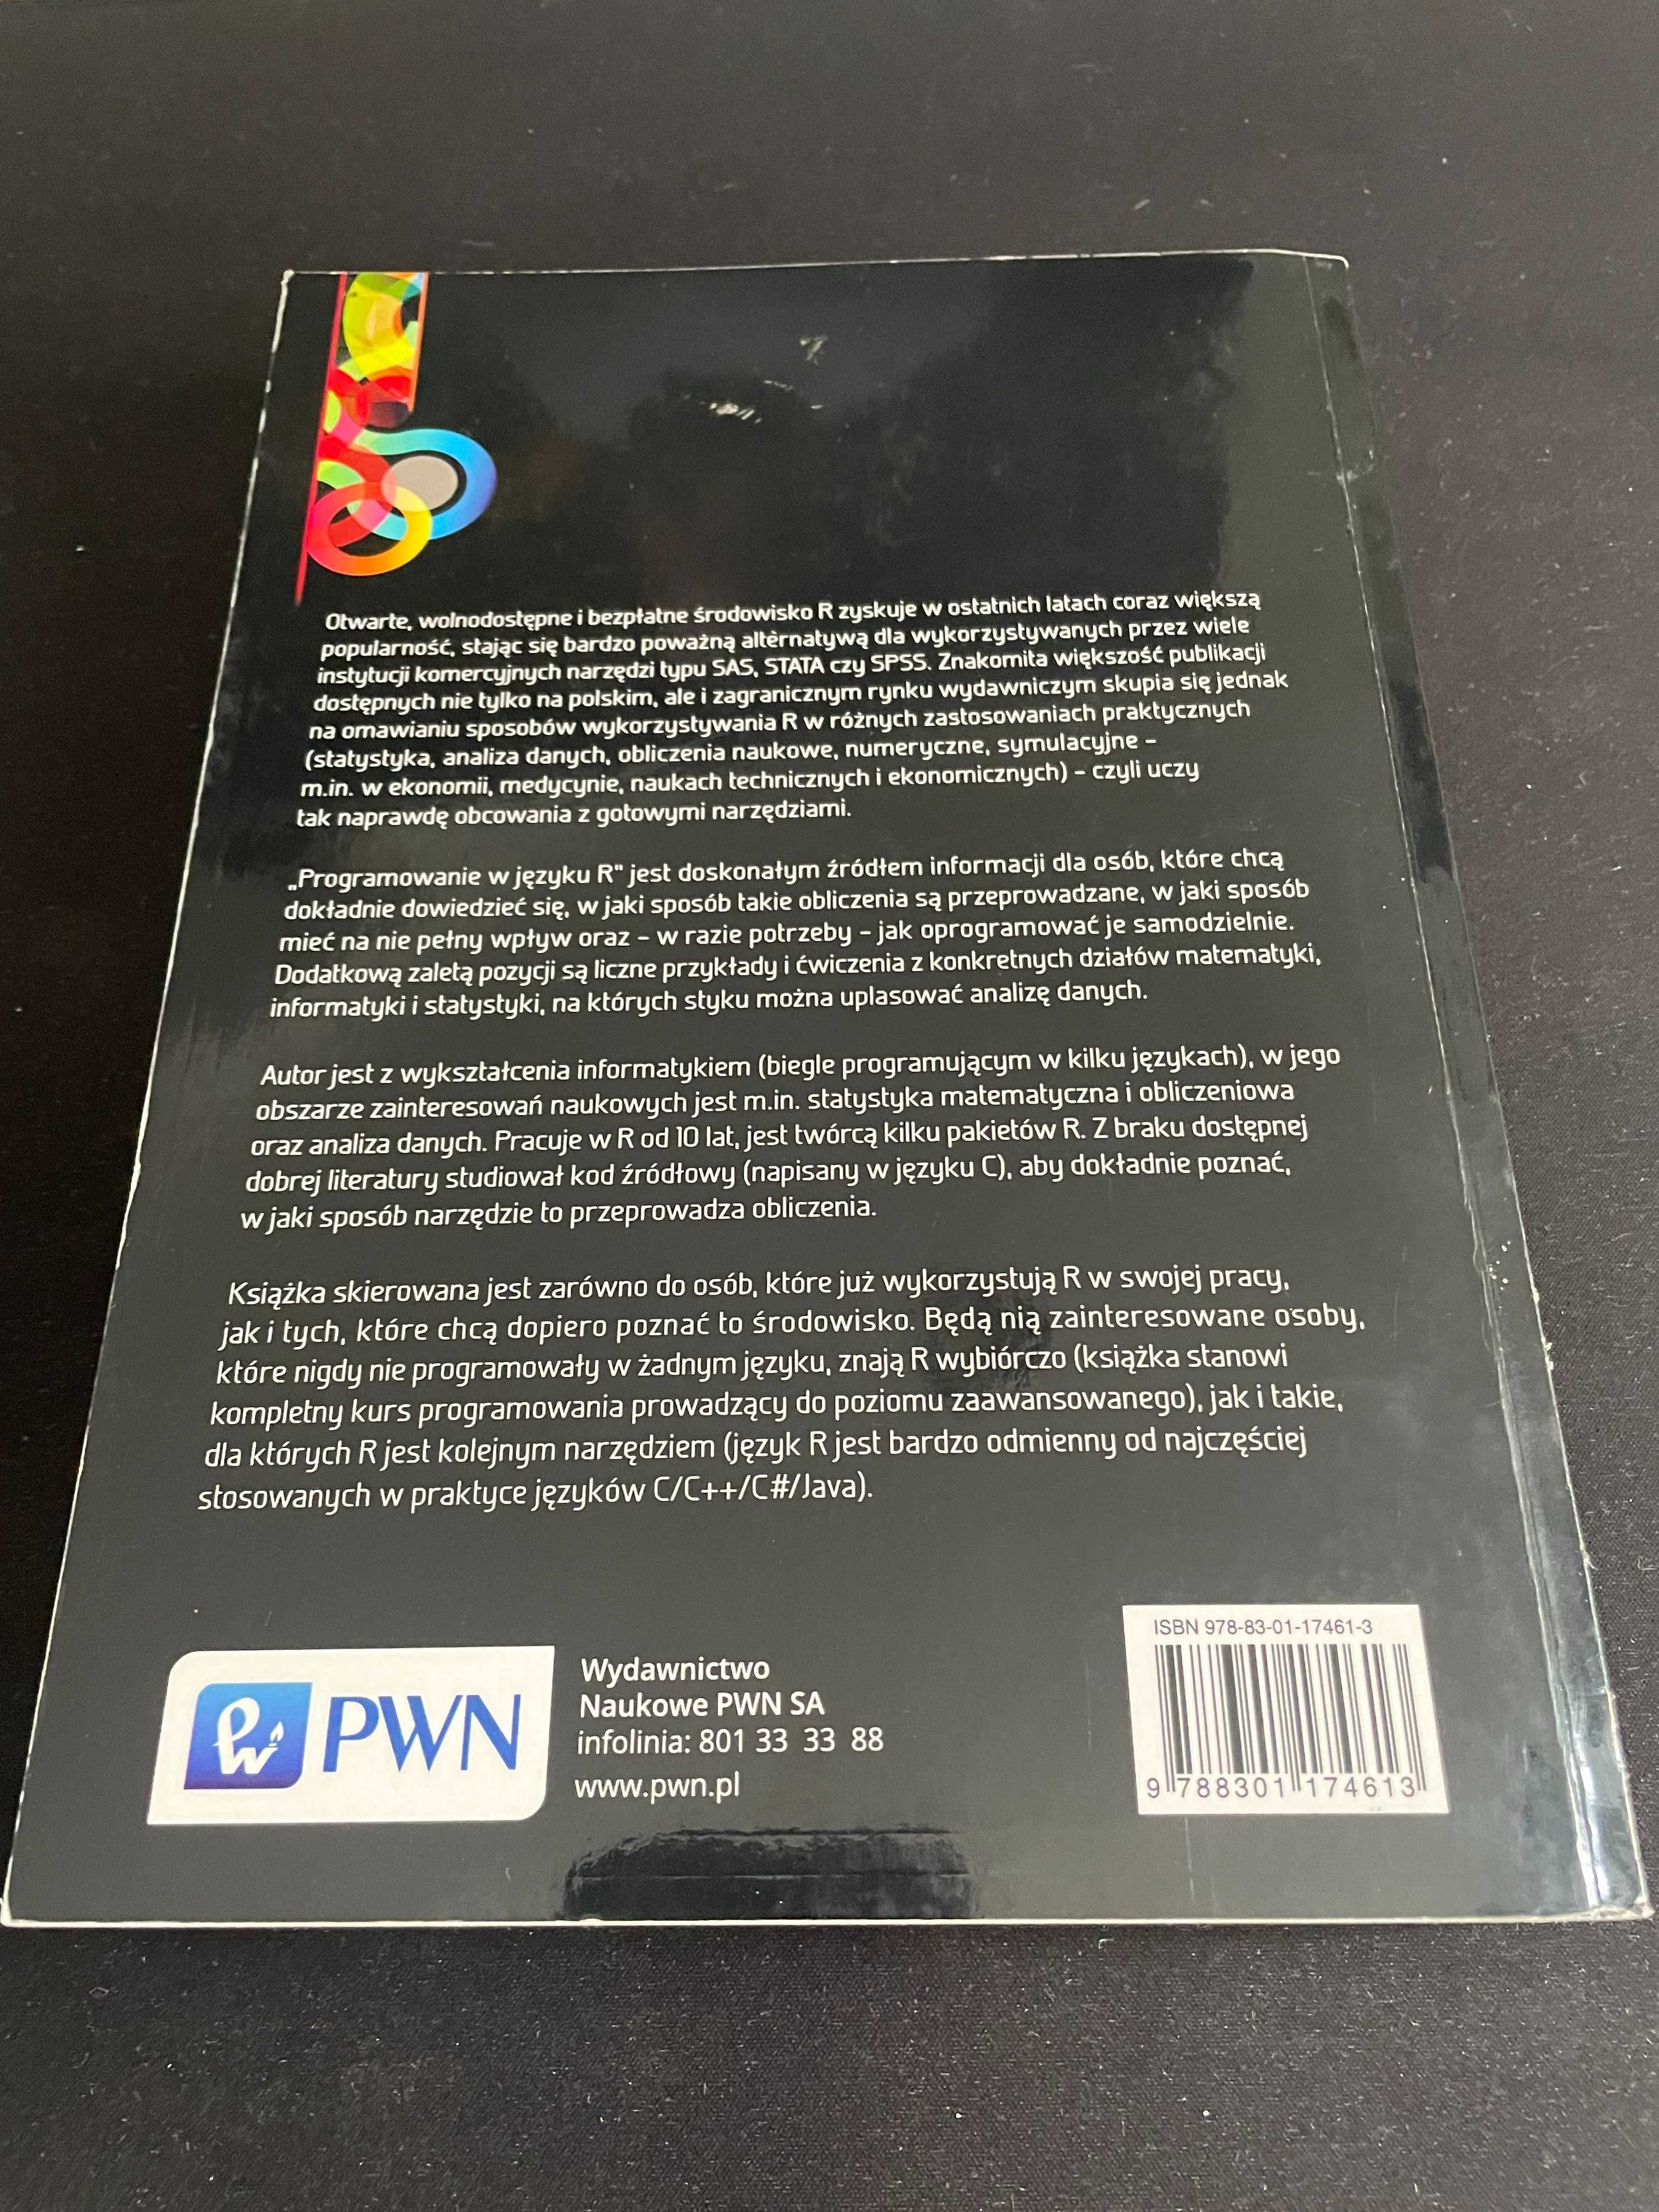 Otwarte, wolnodostępne i bezpłatne środowisko R zyskuje w ostatnich latach coraz większą
popularność, stając się bardzo poważną alternatywą dla wykorzystywanych przez wiele
instytucji komercyjnych narzędzi typu SAS, STATA czy SPSS. Znakomita większość publikacji
dostępnych nie tylko na polskim, ale i zagranicznym rynku wydawniczym skupia się jednak
na omawianiu sposobów wykorzystywania R w różnych zastosowaniach praktycznych
(statystyka, analiza danych, obliczenia naukowe, numeryczne, symulacyjne –
m.in. w ekonomii, medycynie, naukach technicznych i ekonomicznych) – czyli uczy
tak naprawdę obcowania z gotowymi narzędziami.
„Programowanie w języku R" jest doskonałym źródłem informacji dla osób, które chcą
dokładnie dowiedzieć się, w jaki sposób takie obliczenia są przeprowadzane, w jaki sposób
mieć na nie pełny wpływ oraz – w razie potrzeby – jak oprogramować je samodzielnie.
Dodatkową zaletą pozycji są liczne przykłady i ćwiczenia z konkretnych działów matematyki,
informatyki i statystyki, na których styku można uplasować analizę danych.
Autor jest z wykształcenia informatykiem (biegle programującym w kilku językach), w jego
obszarze zainteresowań naukowych jest m.in. statystyka matematyczna i obliczeniowa
oraz analiza danych. Pracuje w R od 10 lat, jest twórcą kilku pakietów R. Z braku dostępnej
dobrej literatury studiował kod źródłowy (napisany w języku C), aby dokładnie poznać,
w jaki sposób narzędzie to przeprowadza obliczenia.
Książka skierowana jest zarówno do osób, które już wykorzystują R w swojej pracy,
jak i tych, które chcą dopiero poznać to środowisko. Będą nią zainteresowane osoby,
które nigdy nie programowały w żadnym języku, znają R wybiórczo (książka stanowi
kompletny kurs programowania prowadzący do poziomu zaawansowanego), jak i takie,
dla których R jest kolejnym narzędziem (język R jest bardzo odmienny od najczęściej
stosowanych w praktyce języków C/C++/C#/Java).
PWN
Wydawnictwo
Naukowe PWN SA
infolinia: 801 33 33 88
www.pwn.pl
ISBN 978-83-01-17461-3
9 788301 174613